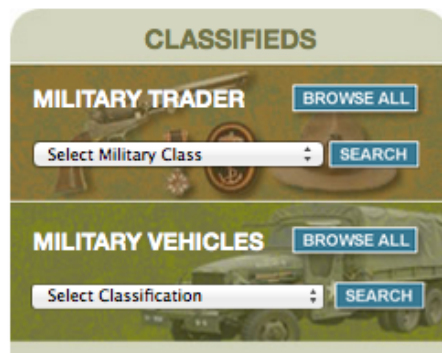 CLASSIFIEDS
MILITARY TRADER BROWSE ALL
Select Military Class SEARCH
MILITARY VEHICLES BROWSE ALL
Select Classification SEARCH